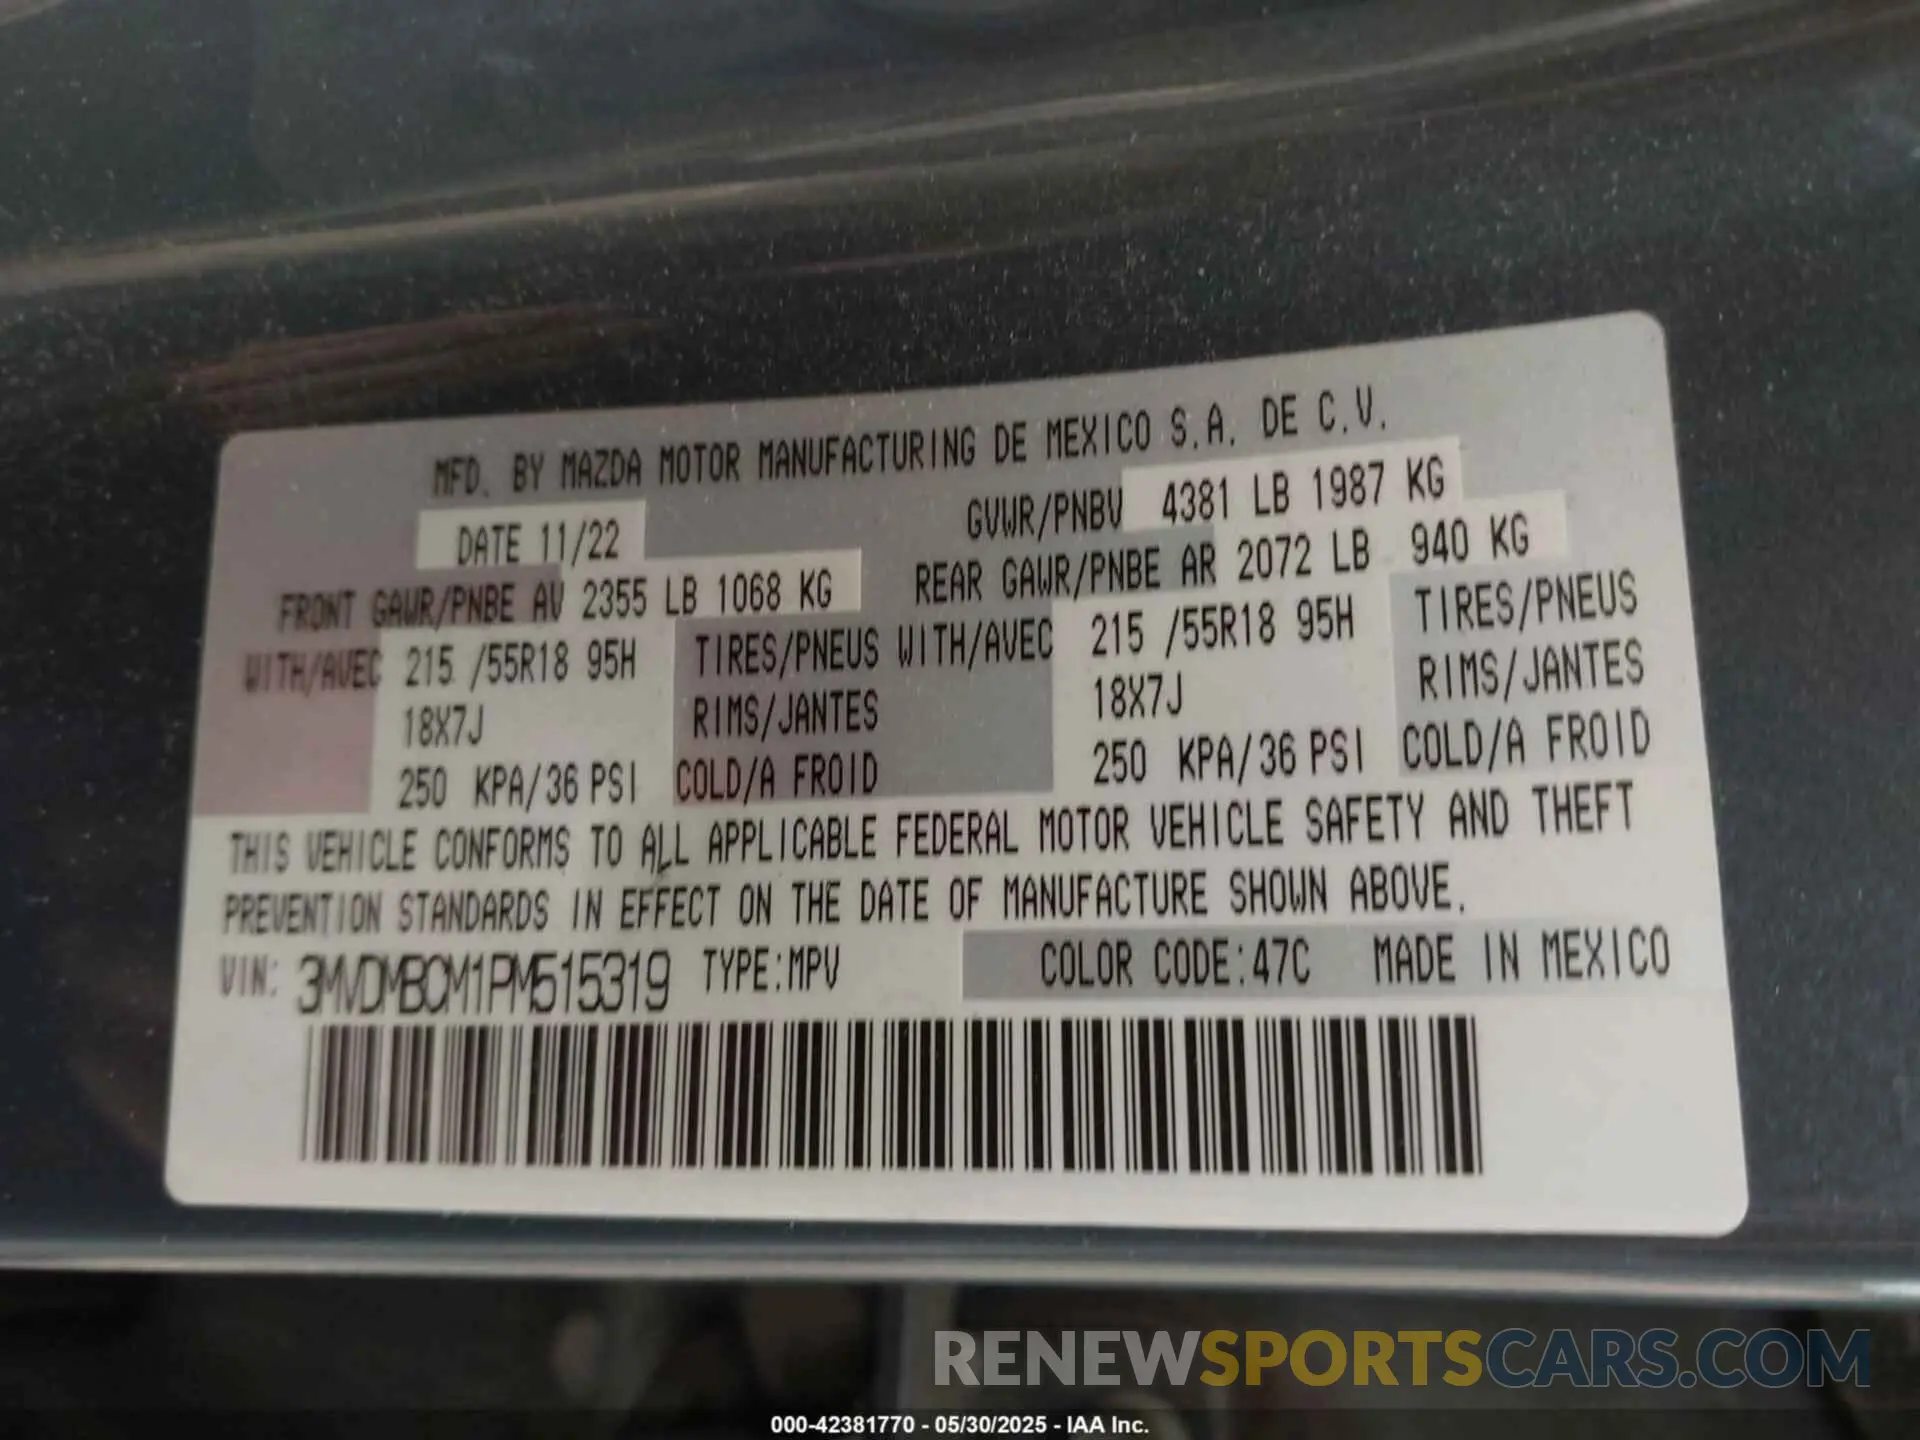 MFD. BY MAZDA MOTOR MANUFACTURING DE MEXICO S.A. DE C.V.
DATE 11/22 GVWR/PNBV 4381 LB 1987 KG
FRONT GAWR/PNBE AV 2355 LB 1068 KG REAR GAWR/PNBE AR 2072 LB 940 KG
WITH/AVEC 215 /55R18 95H TIRES/PNEUS WITH/AVEC 215 /55R18 95H TIRES/PNEUS
18X7J RIMS/JANTES 18X7J RIMS/JANTES
250 KPA/36 PSI COLD/A FROID 250 KPA/36 PSI COLD/A FROID
THIS VEHICLE CONFORMS TO ALL APPLICABLE FEDERAL MOTOR VEHICLE SAFETY AND THEFT
PREVENTION STANDARDS IN EFFECT ON THE DATE OF MANUFACTURE SHOWN ABOVE.
VIN: 3MVDMBCM1PM515319 TYPE:MPV COLOR CODE:47C MADE IN MEXICO
RENEWSPORTSCARS.COM
000-42381770 - 05/30/2025 - IAA Inc.